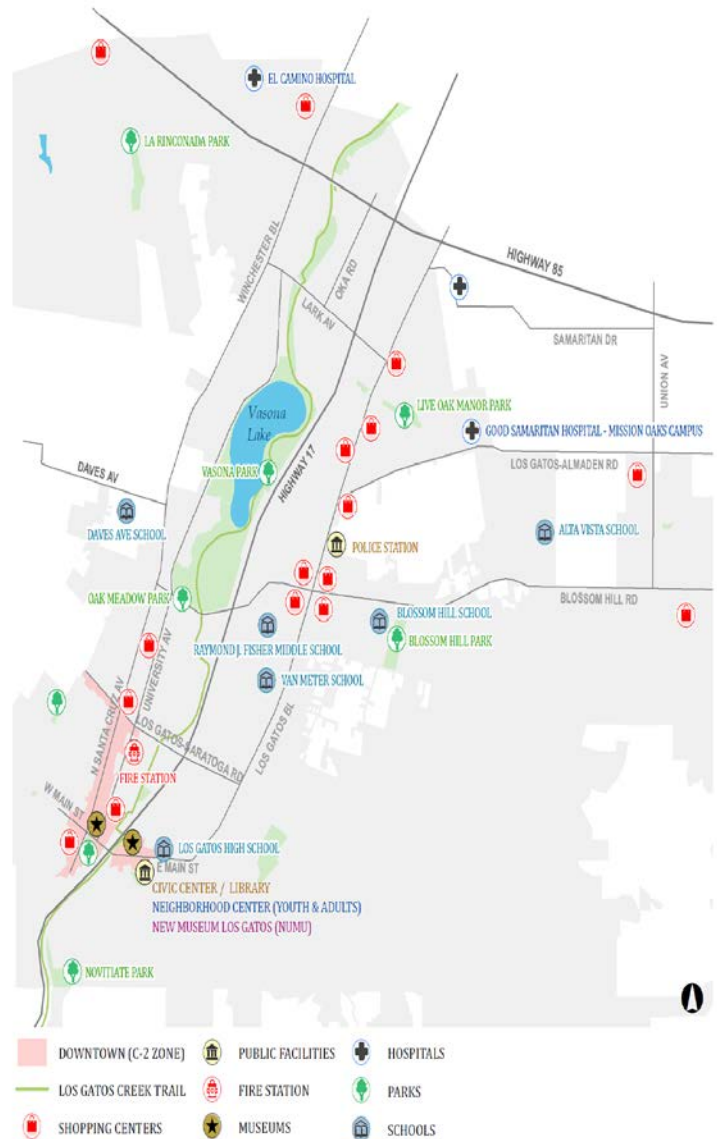 EL CAMINO HOSPITAL
LA RINCONADA PARK
WINCHESTER BL
OKA RD
HIGHWAY 85
LARK AV
SAMARITAN DR
UNION AV
LIVE OAK MANOR PARK
Vasona
Lake
GOOD SAMARITAN HOSPITAL - MISSION OAKS CAMPUS
HIGHWAY 17
DAVES AV
VASONA PARK
LOS GATOS-ALMADEN RD
DAVES AVE SCHOOL
ALTA VISTA SCHOOL
POLICE STATION
OAK MEADOW PARK
BLOSSOM HILL RD
BLOSSOM HILL SCHOOL
RAYMOND J. FISHER MIDDLE SCHOOL
BLOSSOM HILL PARK
UNIVERSITY AV
VAN METER SCHOOL
N SANTA CRUZ AV
LOS GATOS-SARATOGA RD
LOS GATOS BL
FIRE STATION
W MAIN ST
LOS GATOS HIGH SCHOOL
E MAIN ST
CIVIC CENTER / LIBRARY
NEIGHBORHOOD CENTER (YOUTH & ADULTS)
NEW MUSEUM LOS GATOS (NUMU)
NOVITIATE PARK
DOWNTOWN (C-2 ZONE)
PUBLIC FACILITIES
HOSPITALS
LOS GATOS CREEK TRAIL
FIRE STATION
PARKS
SHOPPING CENTERS
MUSEUMS
SCHOOLS